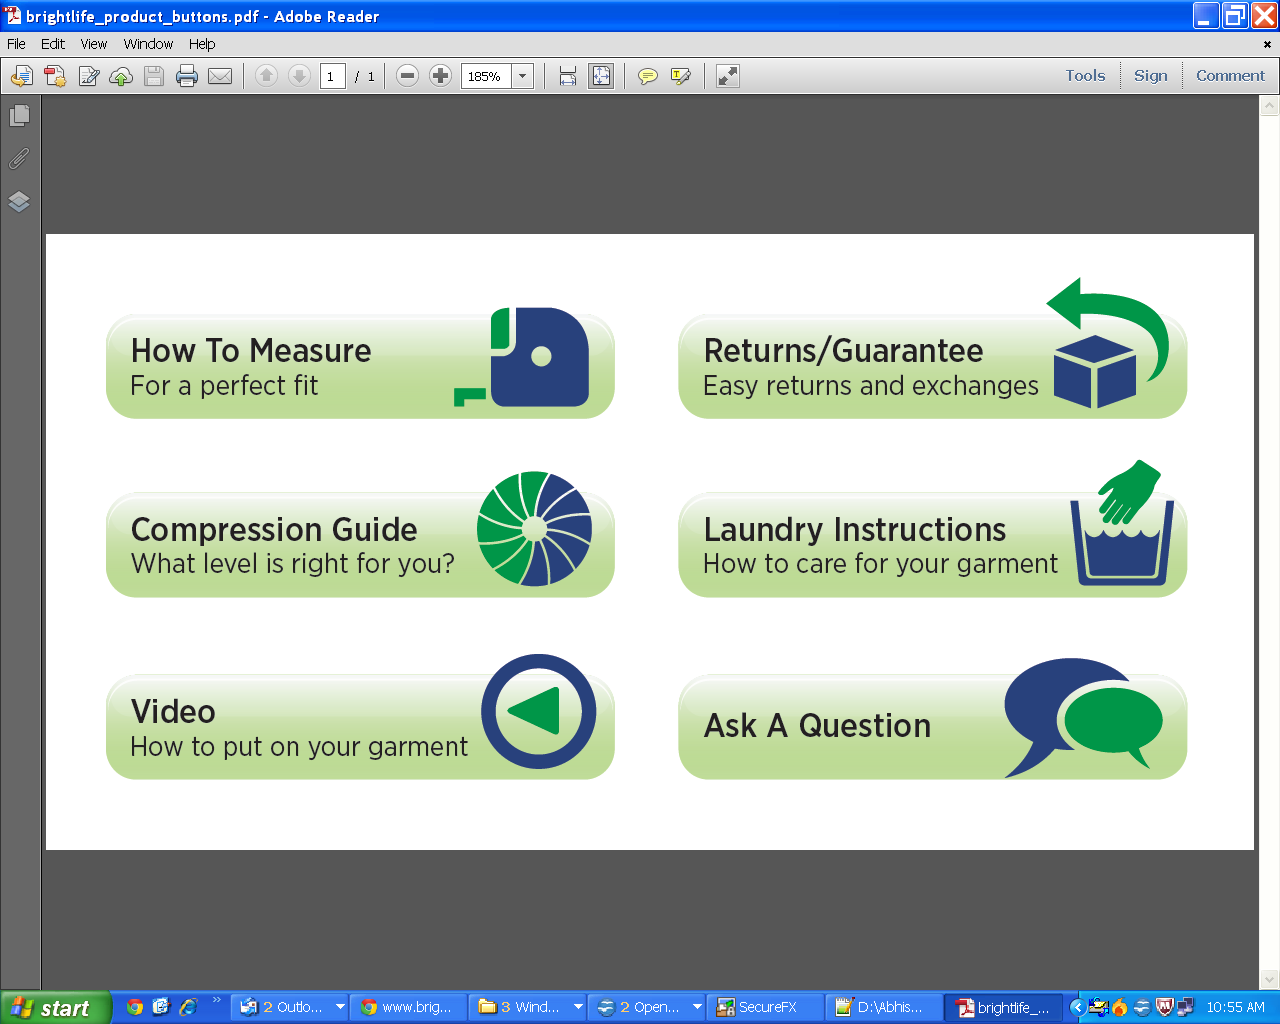 brightlife_product_buttons.pdf - Adobe Reader
File Edit View Window Help
1 / 1 185% Tools Sign Comment
How To Measure
For a perfect fit
Returns/Guarantee
Easy returns and exchanges
Compression Guide
What level is right for you?
Laundry Instructions
How to care for your garment
Video
How to put on your garment
Ask A Question
start 2 Outlo... www.brig... 3 Wind... 2 Open... SecureFX D:\Abhis... brightlife_... 10:55 AM